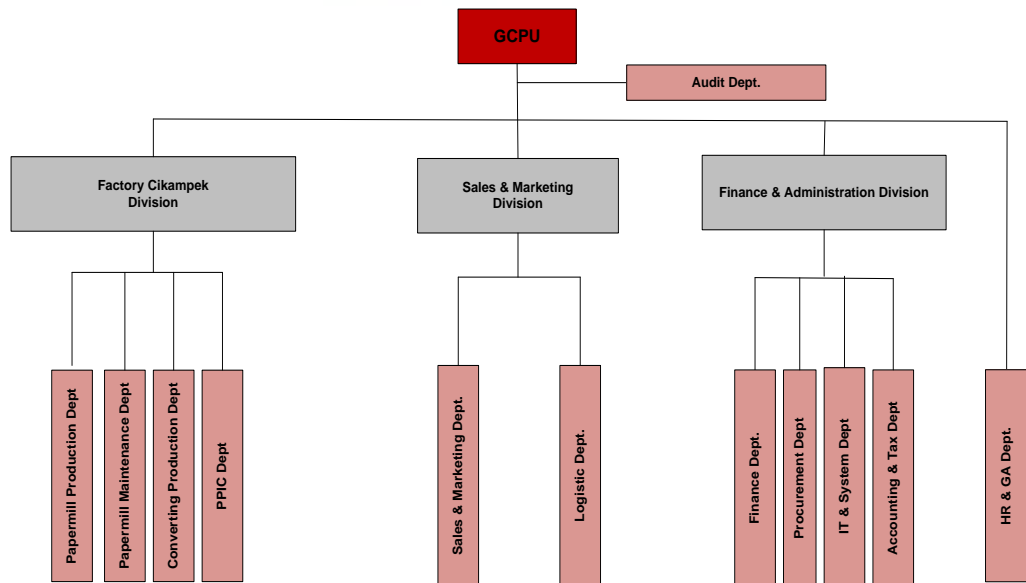 GCPU
Audit Dept.
Factory Cikampek
Division
Sales & Marketing
Division
Finance & Administration Division
Papermill Production Dept
Papermill Maintenance Dept
Converting Production Dept
PPIC Dept
Sales & Marketing Dept.
Logistic Dept.
Finance Dept.
Procurement Dept
IT & System Dept
Accounting & Tax Dept
HR & GA Dept.